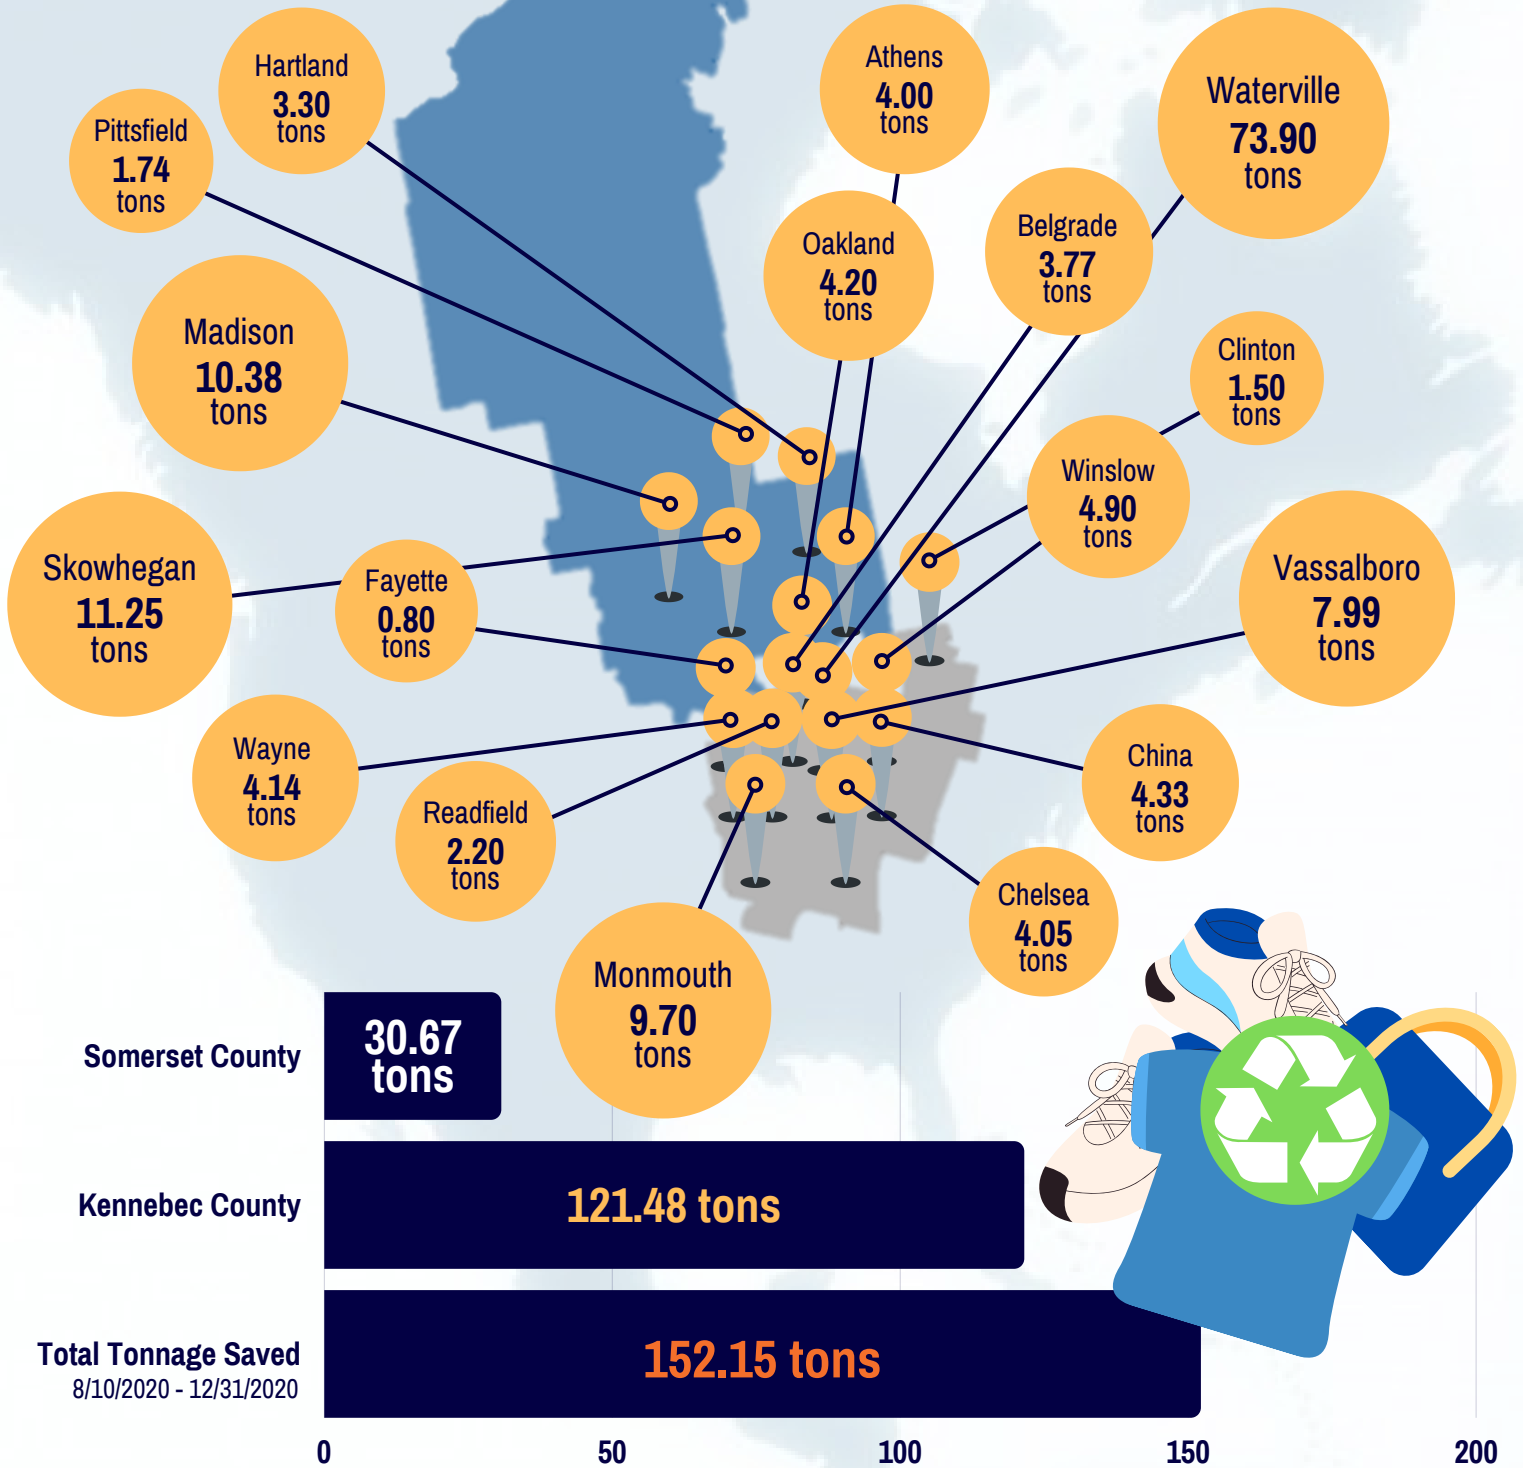 Hartland
3.30
tons
Pittsfield
1.74
tons
Athens
4.00
tons
Waterville
73.90
tons
Oakland
4.20
tons
Belgrade
3.77
tons
Madison
10.38
tons
Clinton
1.50
tons
Winslow
4.90
tons
Skowhegan
11.25
tons
Fayette
0.80
tons
Vassalboro
7.99
tons
Wayne
4.14
tons
Readfield
2.20
tons
China
4.33
tons
Chelsea
4.05
tons
Monmouth
9.70
tons
Somerset County
30.67
tons
Kennebec County
121.48 tons
Total Tonnage Saved
8/10/2020 - 12/31/2020
152.15 tons
0 50 100 150 200